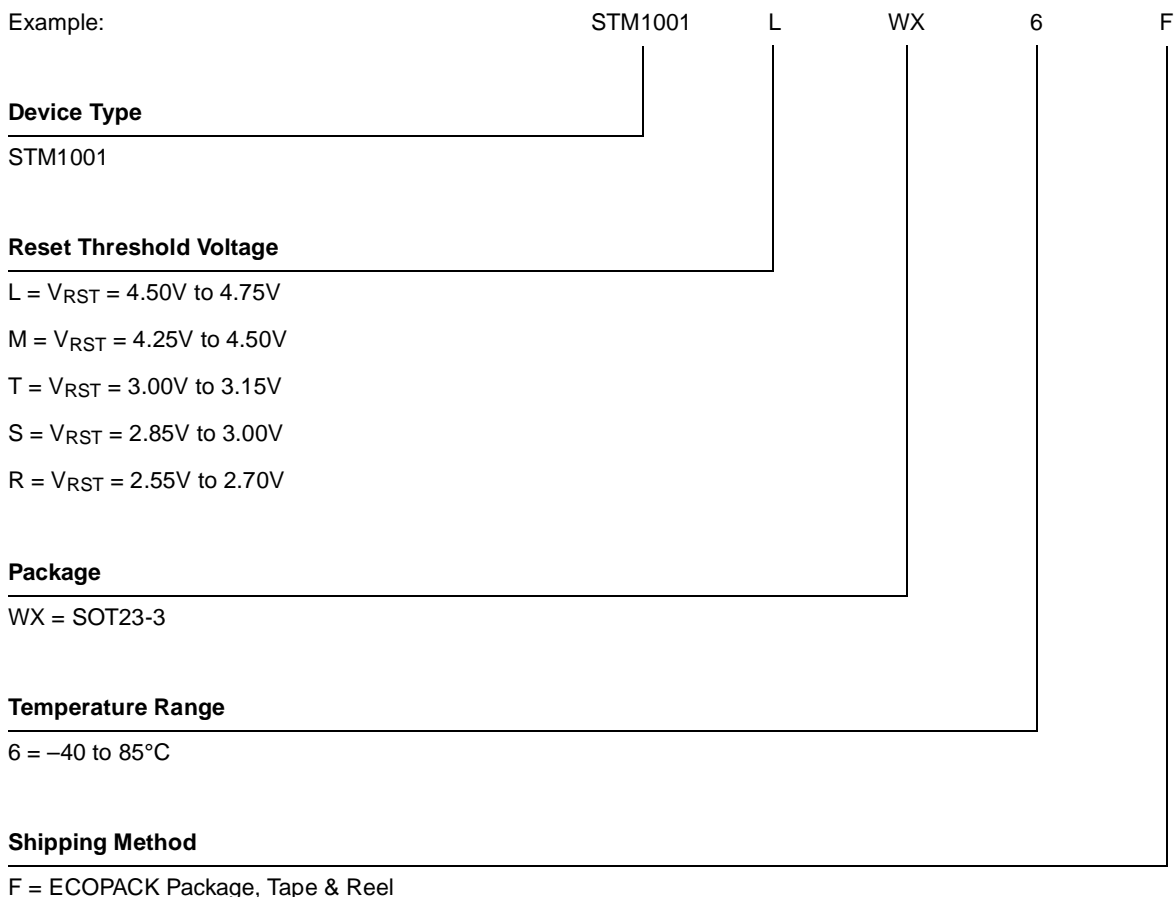 Example: STM1001 L WX 6 F
Device Type
STM1001
Reset Threshold Voltage
L = VRST = 4.50V to 4.75V
M = VRST = 4.25V to 4.50V
T = VRST = 3.00V to 3.15V
S = VRST = 2.85V to 3.00V
R = VRST = 2.55V to 2.70V
Package
WX = SOT23-3
Temperature Range
6 = –40 to 85°C
Shipping Method
F = ECOPACK Package, Tape & Reel